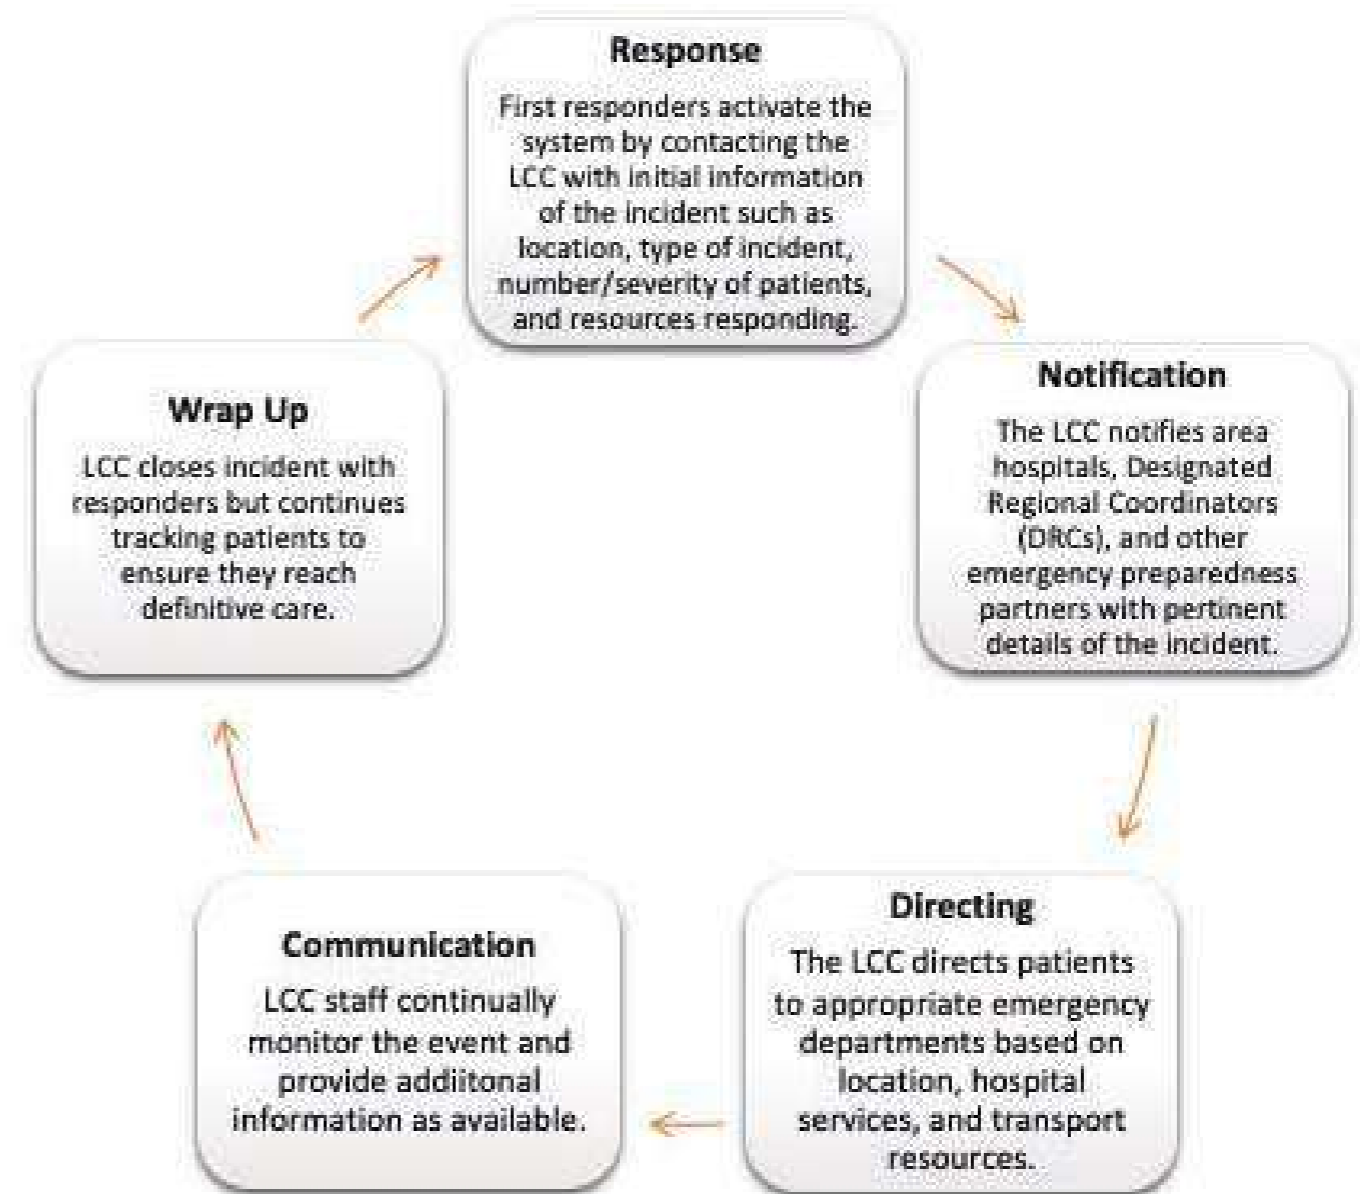 Response
First responders activate the
system by contacting the
LCC with initial information
of the incident such as
location, type of incident,
number/severity of patients,
and resources responding.
Notification
The LCC notifies area
hospitals, Designated
Regional Coordinators
(DRCs), and other
emergency preparedness
partners with pertinent
details of the incident.
Directing
The LCC directs patients
to appropriate emergency
departments based on
location, hospital
services, and transport
resources.
Communication
LCC staff continually
monitor the event and
provide addiitonal
information as available.
Wrap Up
LCC closes incident with
responders but continues
tracking patients to
ensure they reach
definitive care.